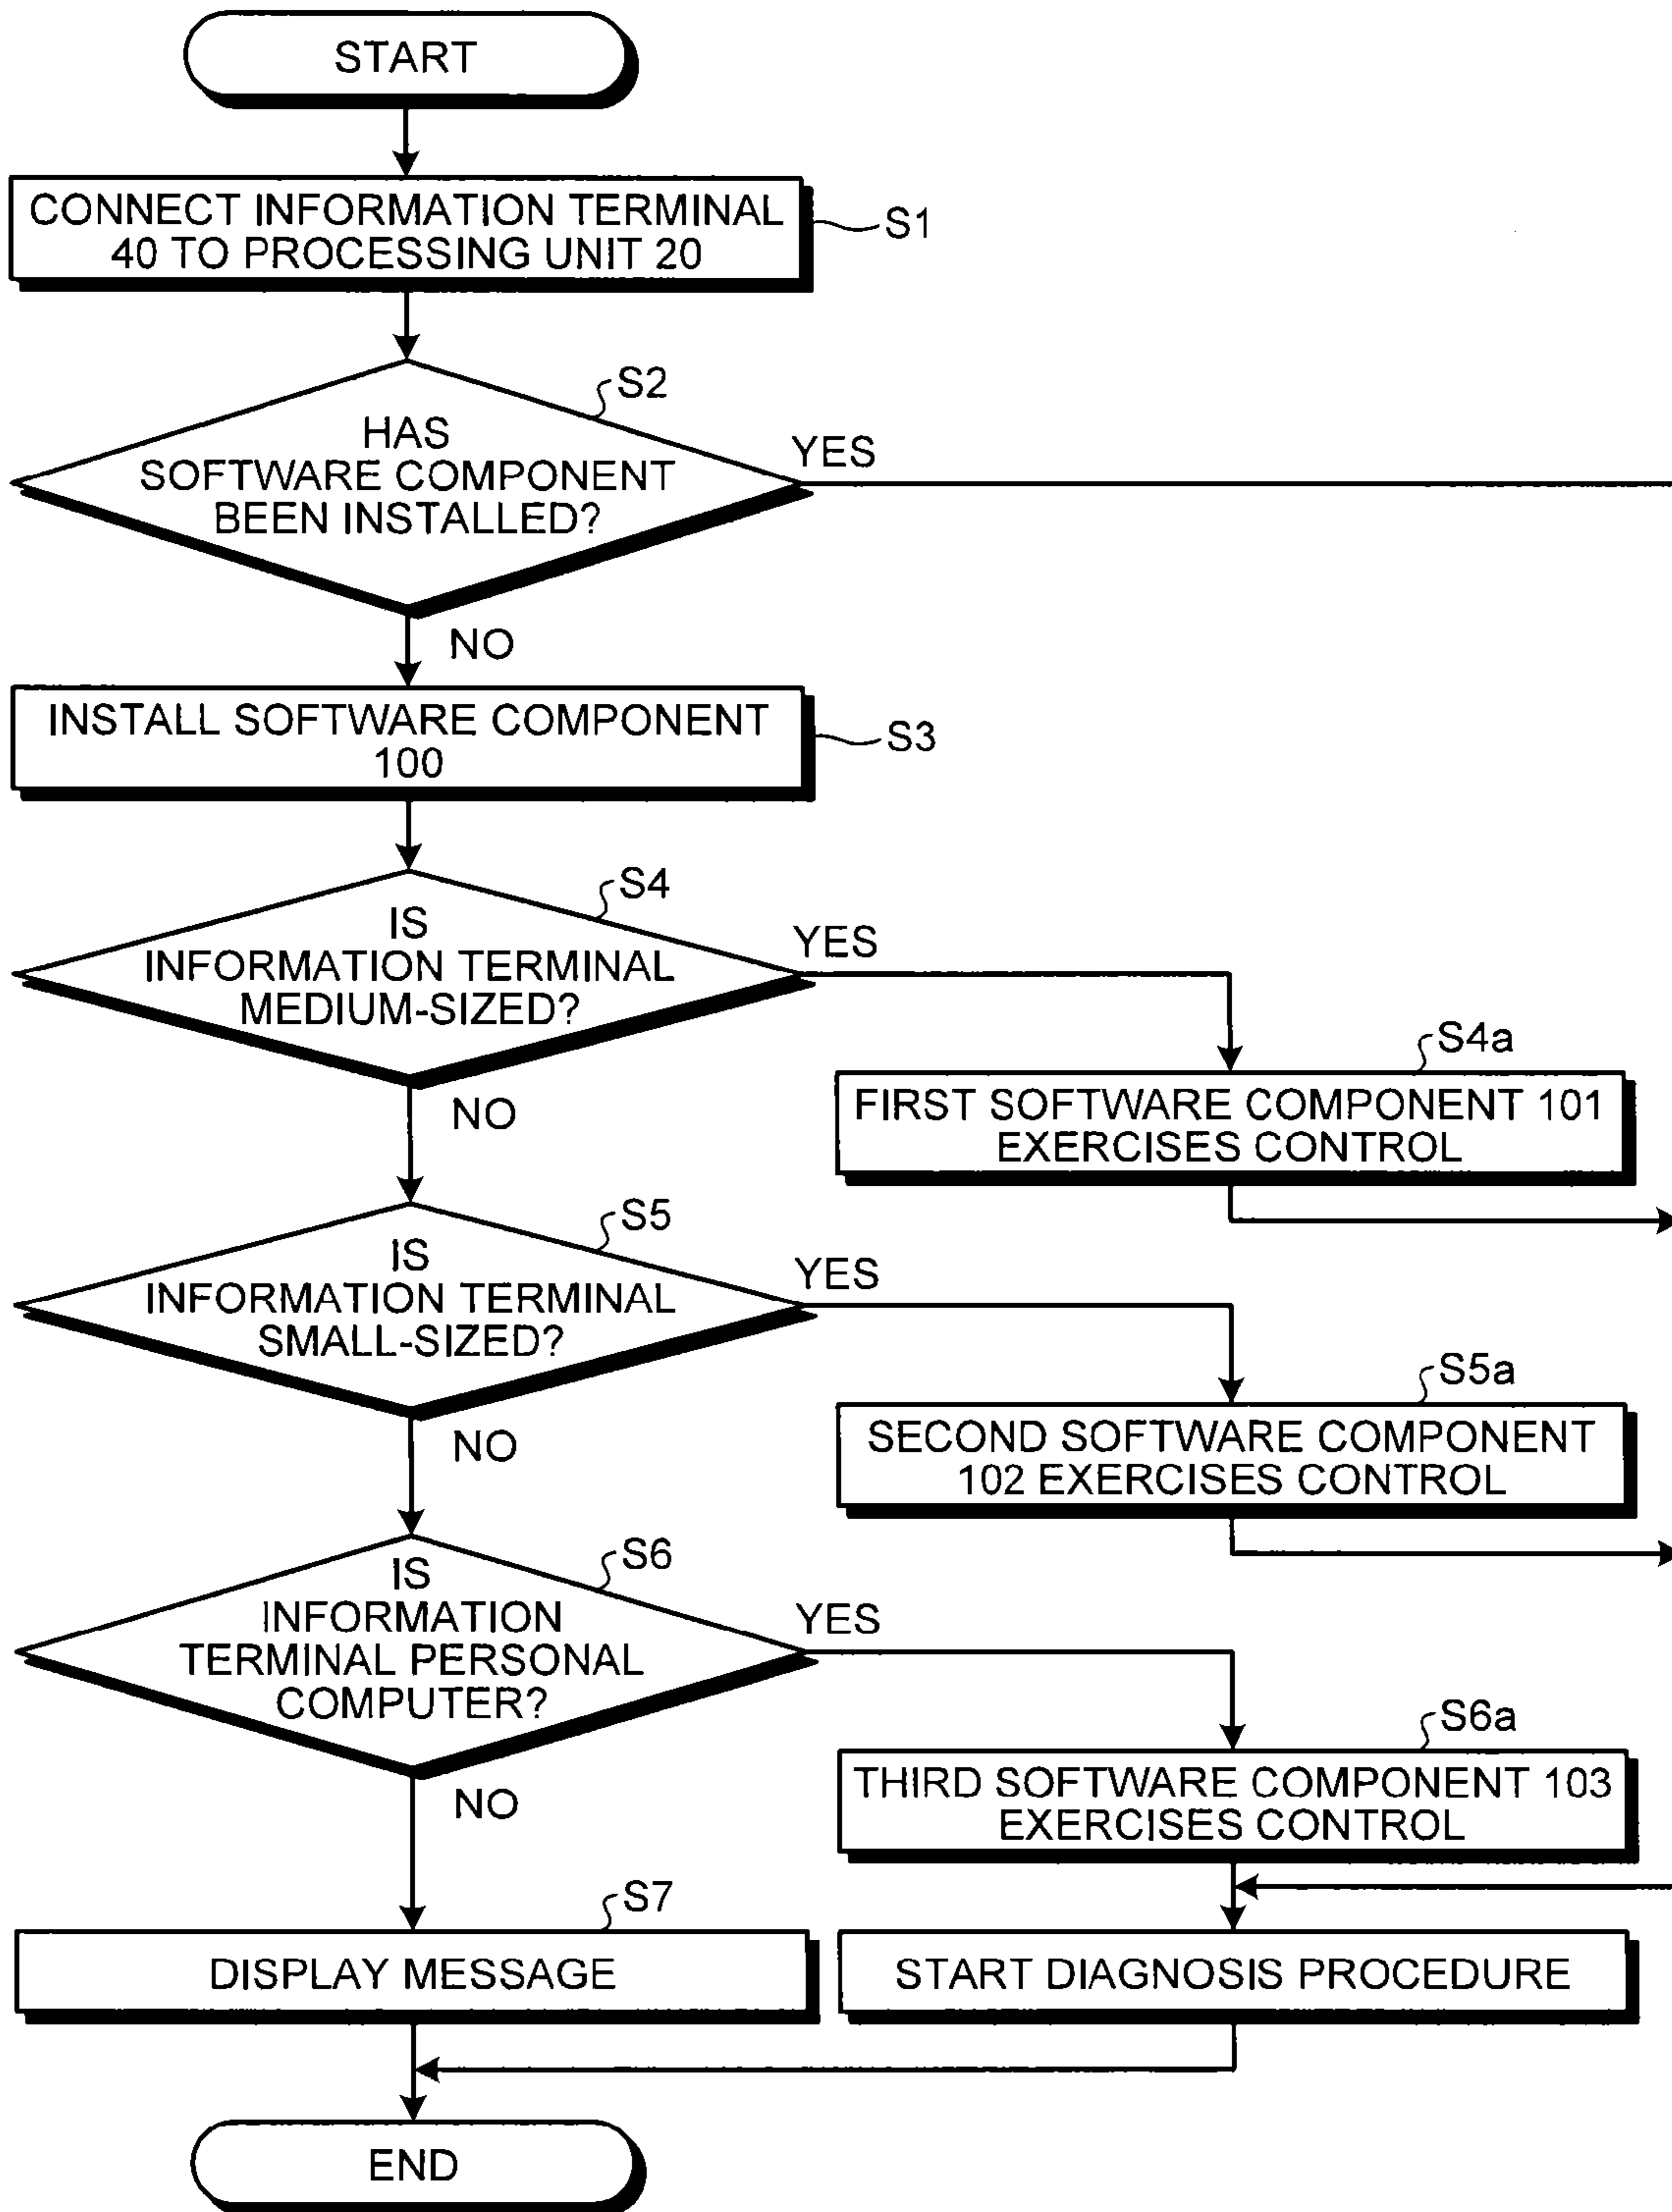 START
CONNECT INFORMATION TERMINAL
40 TO PROCESSING UNIT 20
S1
S2
HAS
SOFTWARE COMPONENT
BEEN INSTALLED?
YES
NO
INSTALL SOFTWARE COMPONENT
100
S3
S4
IS
INFORMATION TERMINAL
MEDIUM-SIZED?
YES
NO
S4a
FIRST SOFTWARE COMPONENT 101
EXERCISES CONTROL
S5
IS
INFORMATION TERMINAL
SMALL-SIZED?
YES
NO
S5a
SECOND SOFTWARE COMPONENT
102 EXERCISES CONTROL
S6
IS
INFORMATION
TERMINAL PERSONAL
COMPUTER?
YES
NO
S6a
THIRD SOFTWARE COMPONENT 103
EXERCISES CONTROL
S7
DISPLAY MESSAGE
START DIAGNOSIS PROCEDURE
END